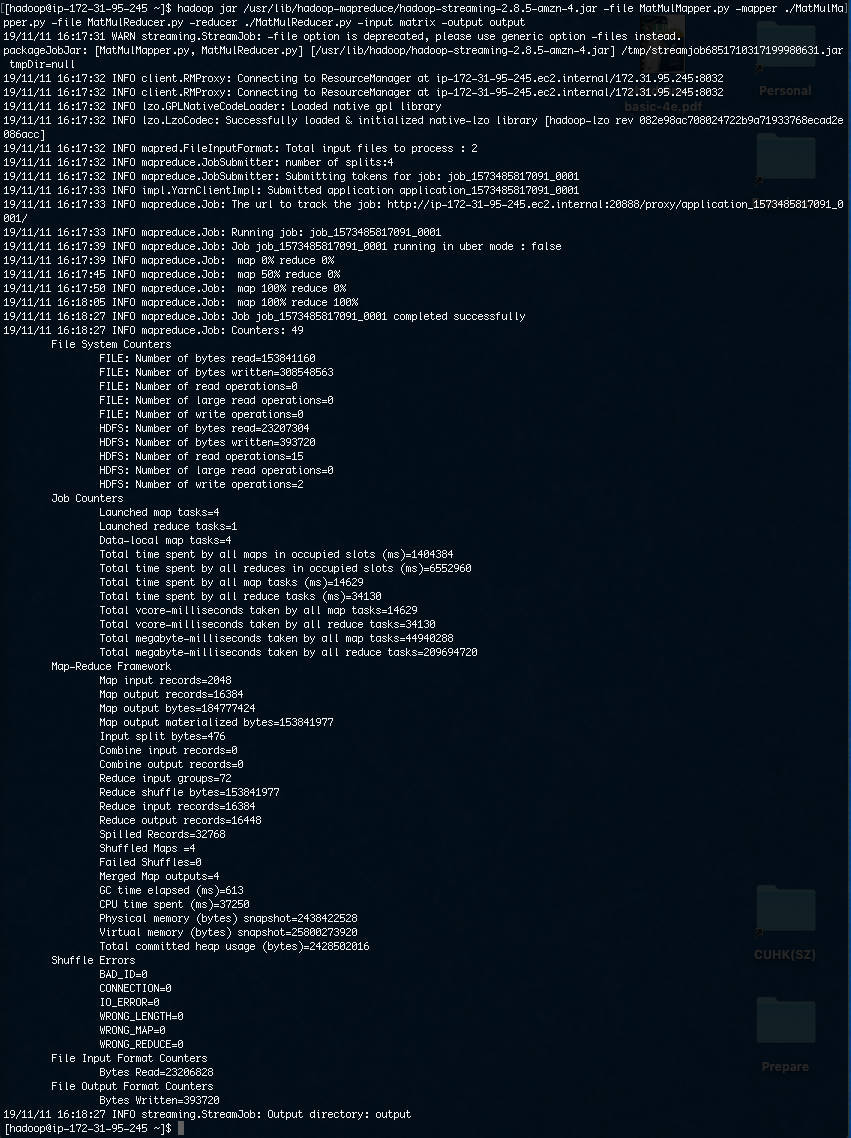 [hadoop@ip-172-31-95-245 ~]$ hadoop jar /usr/lib/hadoop-mapreduce/hadoop-streaming-2.8.5-amzn-4.jar -file MatMulMapper.py -mapper ./MatMulMa
pper.py -file MatMulReducer.py -reducer ./MatMulReducer.py -input matrix -output output
19/11/11 16:17:31 WARN streaming.StreamJob: -file option is deprecated, please use generic option -files instead.
packageJobJar: [MatMulMapper.py, MatMulReducer.py] [/usr/lib/hadoop/hadoop-streaming-2.8.5-amzn-4.jar] /tmp/streamjob6851710317199980631.jar
tmpDir=null
19/11/11 16:17:32 INFO client.RMProxy: Connecting to ResourceManager at ip-172-31-95-245.ec2.internal/172.31.95.245:8032
19/11/11 16:17:32 INFO client.RMProxy: Connecting to ResourceManager at ip-172-31-95-245.ec2.internal/172.31.95.245:8032
Personal
19/11/11 16:17:32 INFO lzo.GPLNativeCodeLoader: Loaded native gpl library
basic-4e.pdf
19/11/11 16:17:32 INFO lzo.LzoCodec: Successfully loaded & initialized native-lzo library [hadoop-lzo rev 082e98ac708024722b9a71933768ecad2e
086acc]
19/11/11 16:17:32 INFO mapred.FileInputFormat: Total input files to process : 2
19/11/11 16:17:32 INFO mapreduce.JobSubmitter: number of splits:4
19/11/11 16:17:32 INFO mapreduce.JobSubmitter: Submitting tokens for job: job_1573485817091_0001
19/11/11 16:17:33 INFO impl.YarnClientImpl: Submitted application application_1573485817091_0001
19/11/11 16:17:33 INFO mapreduce.Job: The url to track the job: http://ip-172-31-95-245.ec2.internal:20888/proxy/application_1573485817091_0
001/
19/11/11 16:17:33 INFO mapreduce.Job: Running job: job_1573485817091_0001
19/11/11 16:17:39 INFO mapreduce.Job: Job job_1573485817091_0001 running in uber mode : false
19/11/11 16:17:39 INFO mapreduce.Job:  map 0% reduce 0%
19/11/11 16:17:45 INFO mapreduce.Job:  map 50% reduce 0%
19/11/11 16:17:50 INFO mapreduce.Job:  map 100% reduce 0%
19/11/11 16:18:05 INFO mapreduce.Job:  map 100% reduce 100%
19/11/11 16:18:27 INFO mapreduce.Job: Job job_1573485817091_0001 completed successfully
19/11/11 16:18:27 INFO mapreduce.Job: Counters: 49
File System Counters
FILE: Number of bytes read=153841160
FILE: Number of bytes written=308548563
FILE: Number of read operations=0
FILE: Number of large read operations=0
FILE: Number of write operations=0
HDFS: Number of bytes read=23207304
HDFS: Number of bytes written=393720
HDFS: Number of read operations=15
HDFS: Number of large read operations=0
HDFS: Number of write operations=2
Job Counters
Launched map tasks=4
Launched reduce tasks=1
Data-local map tasks=4
Total time spent by all maps in occupied slots (ms)=1404384
Total time spent by all reduces in occupied slots (ms)=6552960
Total time spent by all map tasks (ms)=14629
Total time spent by all reduce tasks (ms)=34130
Total vcore-milliseconds taken by all map tasks=14629
Total vcore-milliseconds taken by all reduce tasks=34130
Total megabyte-milliseconds taken by all map tasks=44940288
Total megabyte-milliseconds taken by all reduce tasks=209694720
Map-Reduce Framework
Map input records=2048
Map output records=16384
Map output bytes=184777424
Map output materialized bytes=153841977
Input split bytes=476
Combine input records=0
Combine output records=0
Reduce input groups=72
Reduce shuffle bytes=153841977
Reduce input records=16384
Reduce output records=16448
Spilled Records=32768
Shuffled Maps =4
Failed Shuffles=0
Merged Map outputs=4
GC time elapsed (ms)=613
CPU time spent (ms)=37250
Physical memory (bytes) snapshot=2438422528
Virtual memory (bytes) snapshot=25800273920
Total committed heap usage (bytes)=2428502016
CUHK(SZ)
Shuffle Errors
BAD_ID=0
CONNECTION=0
IO_ERROR=0
WRONG_LENGTH=0
WRONG_MAP=0
WRONG_REDUCE=0
File Input Format Counters
Bytes Read=23206828
Prepare
File Output Format Counters
Bytes Written=393720
19/11/11 16:18:27 INFO streaming.StreamJob: Output directory: output
[hadoop@ip-172-31-95-245 ~]$